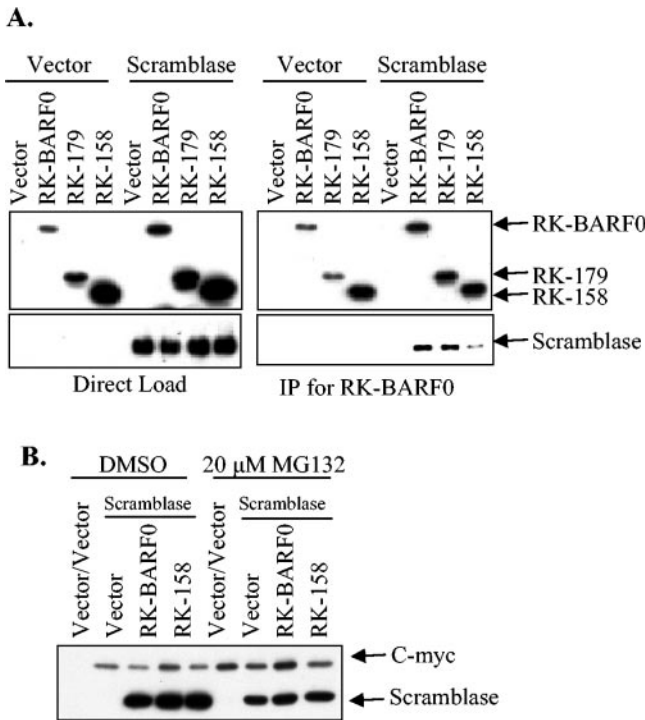 A.
Vector Scramblase Vector Scramblase
Vector RK-BARF0 RK-179 RK-158 Vector RK-BARF0 RK-179 RK-158 Vector RK-BARF0 RK-179 RK-158 Vector RK-BARF0 RK-179 RK-158
RK-BARF0
RK-179
RK-158
Scramblase
Direct Load IP for RK-BARF0
B.
DMSO 20 μM MG132
Scramblase Scramblase
Vector/Vector Vector RK-BARF0 RK-158 Vector/Vector Vector RK-BARF0 RK-158
C-myc
Scramblase